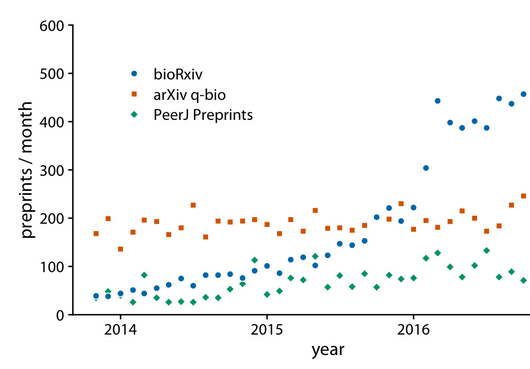 600
500
400
300
200
100
0
preprints / month
bioRxiv
arXiv q-bio
PeerJ Preprints
2014
2015
2016
year